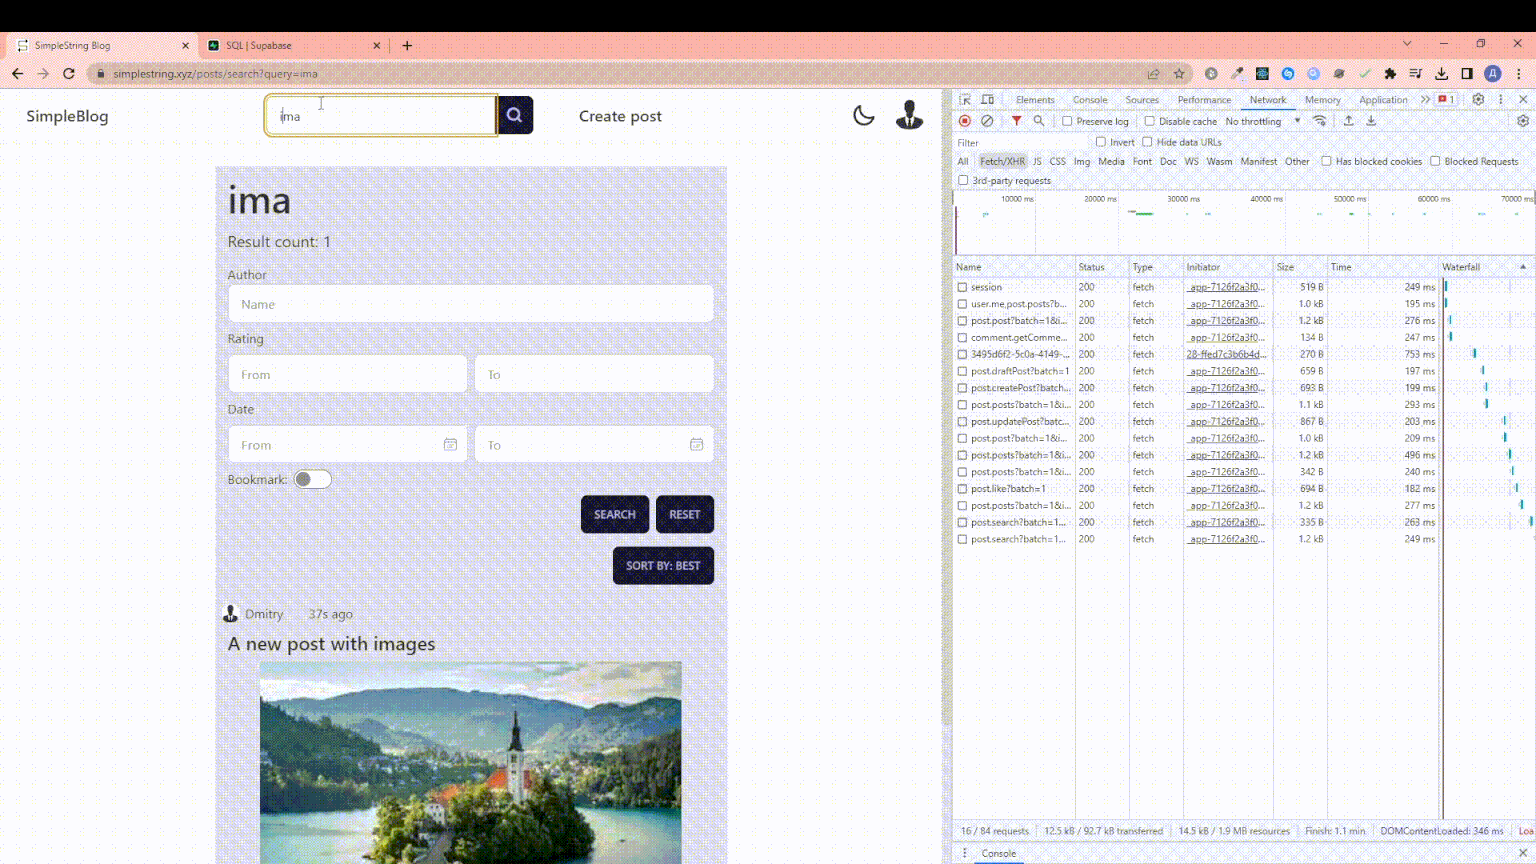 SimpleString Blog
SQL | Supabase
simplestring.xyz/posts/search?query=ima
SimpleBlog
ima
Create post
ima
Result count: 1
Author
Name
Rating
From
To
Date
From
To
Bookmark:
SEARCH
RESET
SORT BY: BEST
Dmitry 37s ago
A new post with images
Elements Console Sources Performance Network Memory Application » 1
Preserve log Disable cache No throttling
Filter Invert Hide data URLs
All Fetch/XHR JS CSS Img Media Font Doc WS Wasm Manifest Other Has blocked cookies Blocked Requests
3rd-party requests
10000 ms 20000 ms 30000 ms 40000 ms 50000 ms 60000 ms 70000 ms
Name Status Type Initiator Size Time Waterfall
session 200 fetch _app-7126f2a3f0... 519 B 249 ms
user.me,post.posts?b... 200 fetch _app-7126f2a3f0... 1.0 kB 195 ms
post.post?batch=1&i... 200 fetch _app-7126f2a3f0... 1.2 kB 276 ms
comment.getComme... 200 fetch _app-7126f2a3f0... 134 B 247 ms
3495d6f2-5c0a-4149-... 200 fetch 28-ffed7c3b6b4d... 270 B 753 ms
post.draftPost?batch=1 200 fetch _app-7126f2a3f0... 659 B 197 ms
post.createPost?batch... 200 fetch _app-7126f2a3f0... 693 B 199 ms
post.posts?batch=1&i... 200 fetch _app-7126f2a3f0... 1.1 kB 293 ms
post.updatePost?batc... 200 fetch _app-7126f2a3f0... 867 B 203 ms
post.post?batch=1&i... 200 fetch _app-7126f2a3f0... 1.0 kB 209 ms
post.posts?batch=1&i... 200 fetch _app-7126f2a3f0... 1.2 kB 496 ms
post.posts?batch=1&i... 200 fetch _app-7126f2a3f0... 342 B 240 ms
post.like?batch=1 200 fetch _app-7126f2a3f0... 694 B 182 ms
post.posts?batch=1&i... 200 fetch _app-7126f2a3f0... 1.2 kB 277 ms
post.search?batch=1... 200 fetch _app-7126f2a3f0... 335 B 263 ms
post.search?batch=1,... 200 fetch _app-7126f2a3f0... 1.2 kB 249 ms
16 / 84 requests 12.5 kB / 92.7 kB transferred 14.5 kB / 1.9 MB resources Finish: 1.1 min DOMContentLoaded: 346 ms Loa
Console